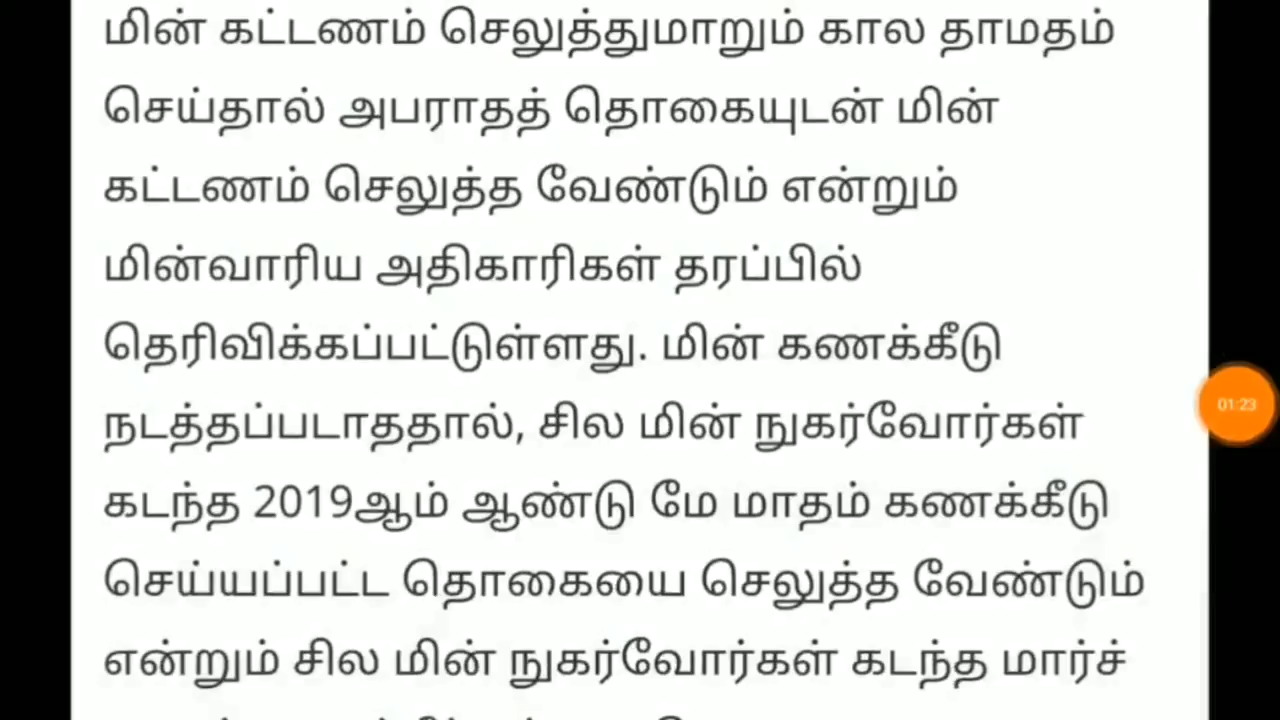 மின் கட்டணம் செலுத்துமாறும் கால தாமதம்
செய்தால் அபராதத் தொகையுடன் மின்
கட்டணம் செலுத்த வேண்டும் என்றும்
மின்வாரிய அதிகாரிகள் தரப்பில்
தெரிவிக்கப்பட்டுள்ளது. மின் கணக்கீடு
நடத்தப்படாததால், சில மின் நுகர்வோர்கள்
கடந்த 2019ஆம் ஆண்டு மே மாதம் கணக்கீடு
செய்யப்பட்ட தொகையை செலுத்த வேண்டும்
என்றும் சில மின் நுகர்வோர்கள் கடந்த மார்ச்
01:23